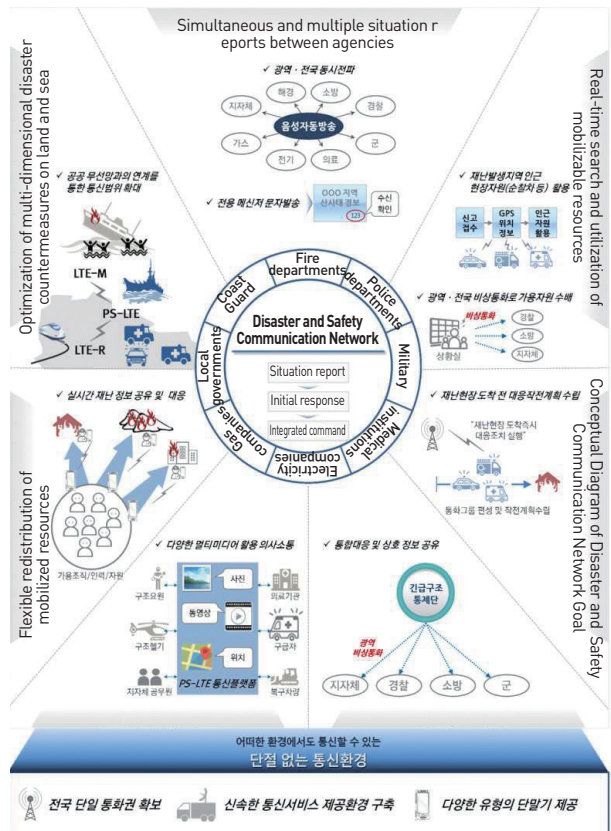 Simultaneous and multiple situation r
eports between agencies
✓ 광역·전국 동시전파
해경
소방
지자체
경찰
음성자동방송
가스
군
전기
의료
✓ 전용 메신저 문자발송
OOO 지역
산사태 경보
123
수신
확인
Optimization of multi-dimensional disaster
countermeasures on land and sea
✓ 공공 무선망과의 연계를
통한 통신범위 확대
LTE-M
PS-LTE
LTE-R
Real-time search and utilization of
mobilizable resources
✓ 재난발생지역 인근
현장자원(순찰차 등) 활용
신고
접수
GPS
위치
정보
인근
자원
활용
✓ 광역·전국 비상통화로 가용자원 수배
비상통화
상황실
경찰
소방
지자체
Fire
departments
Police
departments
Military
Medical
institutions
Electricity
companies
Gas
companies
Local
governments
Coast
Guard
Disaster and Safety
Communication Network
Situation report
Initial response
Integrated command
Flexible redistribution of
mobilized resources
✓ 실시간 재난 정보 공유 및 대응
가용조직/인력/자원
Conceptual Diagram of Disaster and Safety
Communication Network Goal
✓ 재난현장 도착 전 대응작전계획 수립
"재난현장 도착즉시
대응조치 실행"
통화그룹 편성 및 작전계획수립
✓ 다양한 멀티미디어 활용 의사소통
구조요원
사진
의료기관
구조헬기
동영상
구급차
지자체 공무원
위치
복구차량
PS-LTE 통신플랫폼
✓ 통합대응 및 상호 정보 공유
긴급구조
통제단
광역
비상통화
지자체
경찰
소방
군
어떠한 환경에서도 통신할 수 있는
단절 없는 통신환경
전국 단일 통화권 확보
신속한 통신서비스 제공환경 구축
다양한 유형의 단말기 제공